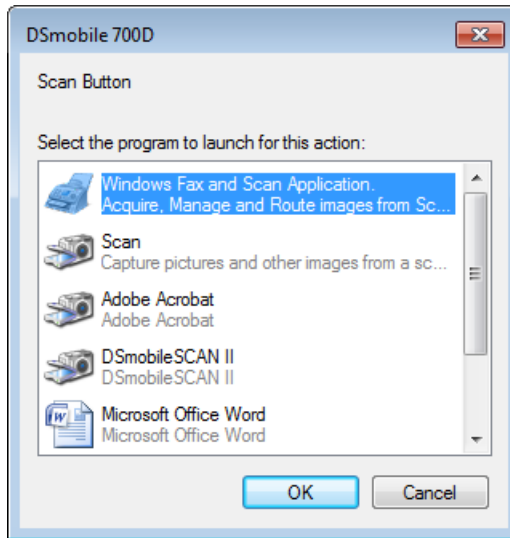 DSmobile 700D
Scan Button
Select the program to launch for this action:
Windows Fax and Scan Application.
Acquire, Manage and Route images from Sc...
Scan
Capture pictures and other images from a sc...
Adobe Acrobat
Adobe Acrobat
DSmobileSCAN II
DSmobileSCAN II
Microsoft Office Word
Microsoft Office Word
OK
Cancel